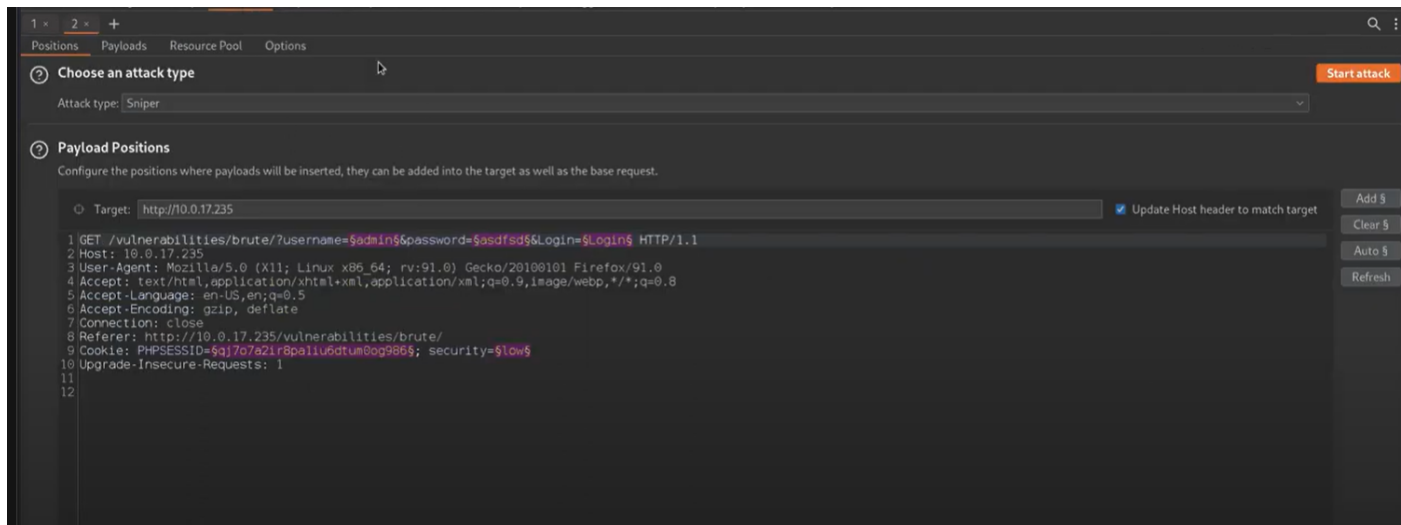 1 × 2 × +
Positions Payloads Resource Pool Options
Choose an attack type
Start attack
Attack type: Sniper
Payload Positions
Configure the positions where payloads will be inserted, they can be added into the target as well as the base request.
Add §
Target: http://10.0.17.235
Update Host header to match target
Clear §
1 GET /vulnerabilities/brute/?username=§admin§&password=§asdfsd§&Login=§Login§ HTTP/1.1
2 Host: 10.0.17.235
Auto §
3 User-Agent: Mozilla/5.0 (X11; Linux x86_64; rv:91.0) Gecko/20100101 Firefox/91.0
4 Accept: text/html,application/xhtml+xml,application/xml;q=0.9,image/webp,*/*;q=0.8
Refresh
5 Accept-Language: en-US,en;q=0.5
6 Accept-Encoding: gzip, deflate
7 Connection: close
8 Referer: http://10.0.17.235/vulnerabilities/brute/
9 Cookie: PHPSESSID=§qj7o7a2ir8paliu6dtum0og986§; security=§low§
10 Upgrade-Insecure-Requests: 1
11
12